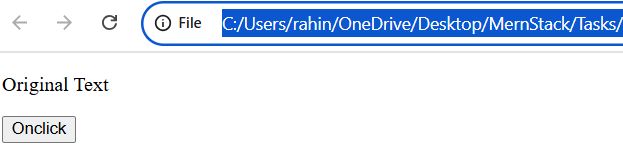 File C:/Users/rahin/OneDrive/Desktop/MernStack/Tasks/
Original Text
Onclick